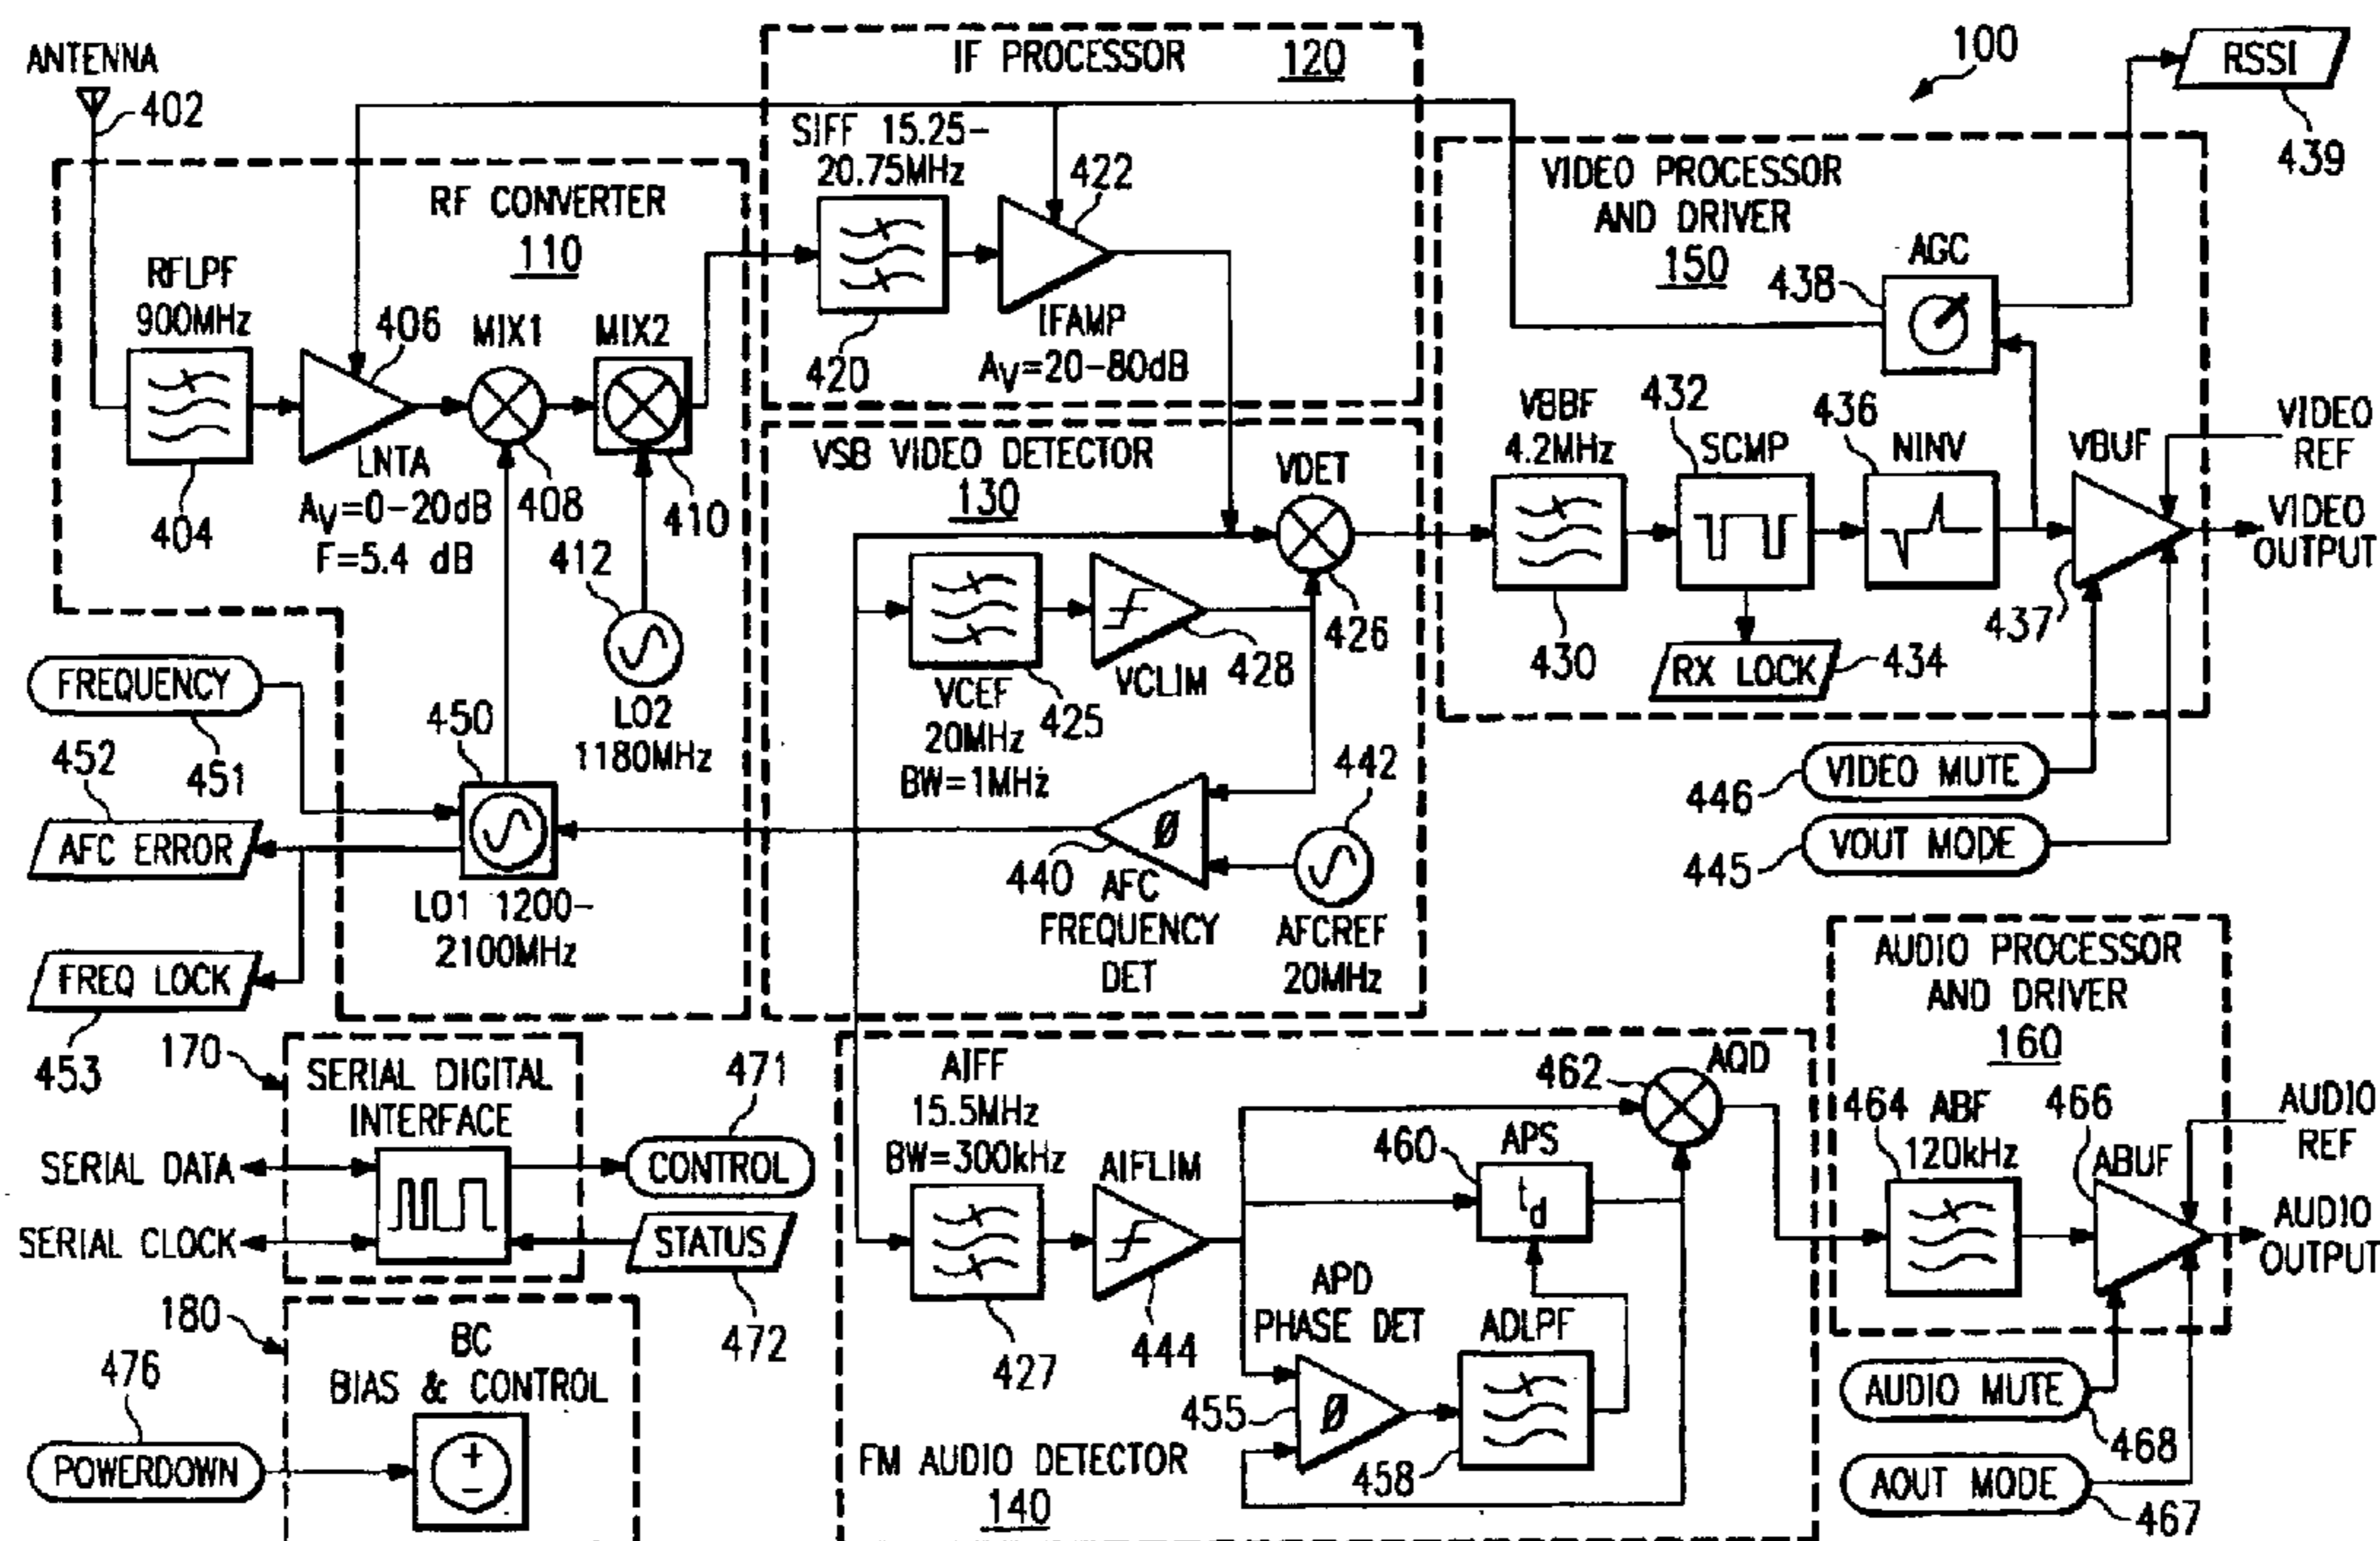 ANTENNA
402
IF PROCESSOR 120
100
RSSI
439
SIFF 15.25-
20.75MHz
422
420
IFAMP
AV=20-80dB
RF CONVERTER
110
RFLPF
900MHz
404
406
LNTA
AV=0-20dB
F=5.4 dB
MIX1
408
MIX2
410
412
LO2
1180MHz
VIDEO PROCESSOR
AND DRIVER
150
AGC
438
VBBF
4.2MHz
430
432
SCMP
RX LOCK
434
436
NINV
VBUF
437
VIDEO
REF
VIDEO
OUTPUT
VIDEO MUTE
446
VOUT MODE
445
VSB VIDEO DETECTOR
130
VDET
426
VCEF
20MHz
BW=1MHz
425
VCLIM
428
442
AFCREF
20MHz
Ø
440
AFC
FREQUENCY
DET
FREQUENCY
451
452
AFC ERROR
FREQ LOCK
453
450
LO1 1200-
2100MHz
170
SERIAL DIGITAL
INTERFACE
SERIAL DATA
SERIAL CLOCK
471
CONTROL
STATUS
472
180
BC
BIAS & CONTROL
+
−
476
POWERDOWN
FM AUDIO DETECTOR
140
AIFF
15.5MHz
BW=300kHz
427
AIFLIM
444
462
AQD
460
APS
td
APD
PHASE DET
455
Ø
ADLPF
458
AUDIO PROCESSOR
AND DRIVER
160
464
ABF
120kHz
466
ABUF
AUDIO
REF
AUDIO
OUTPUT
AUDIO MUTE
468
AOUT MODE
467